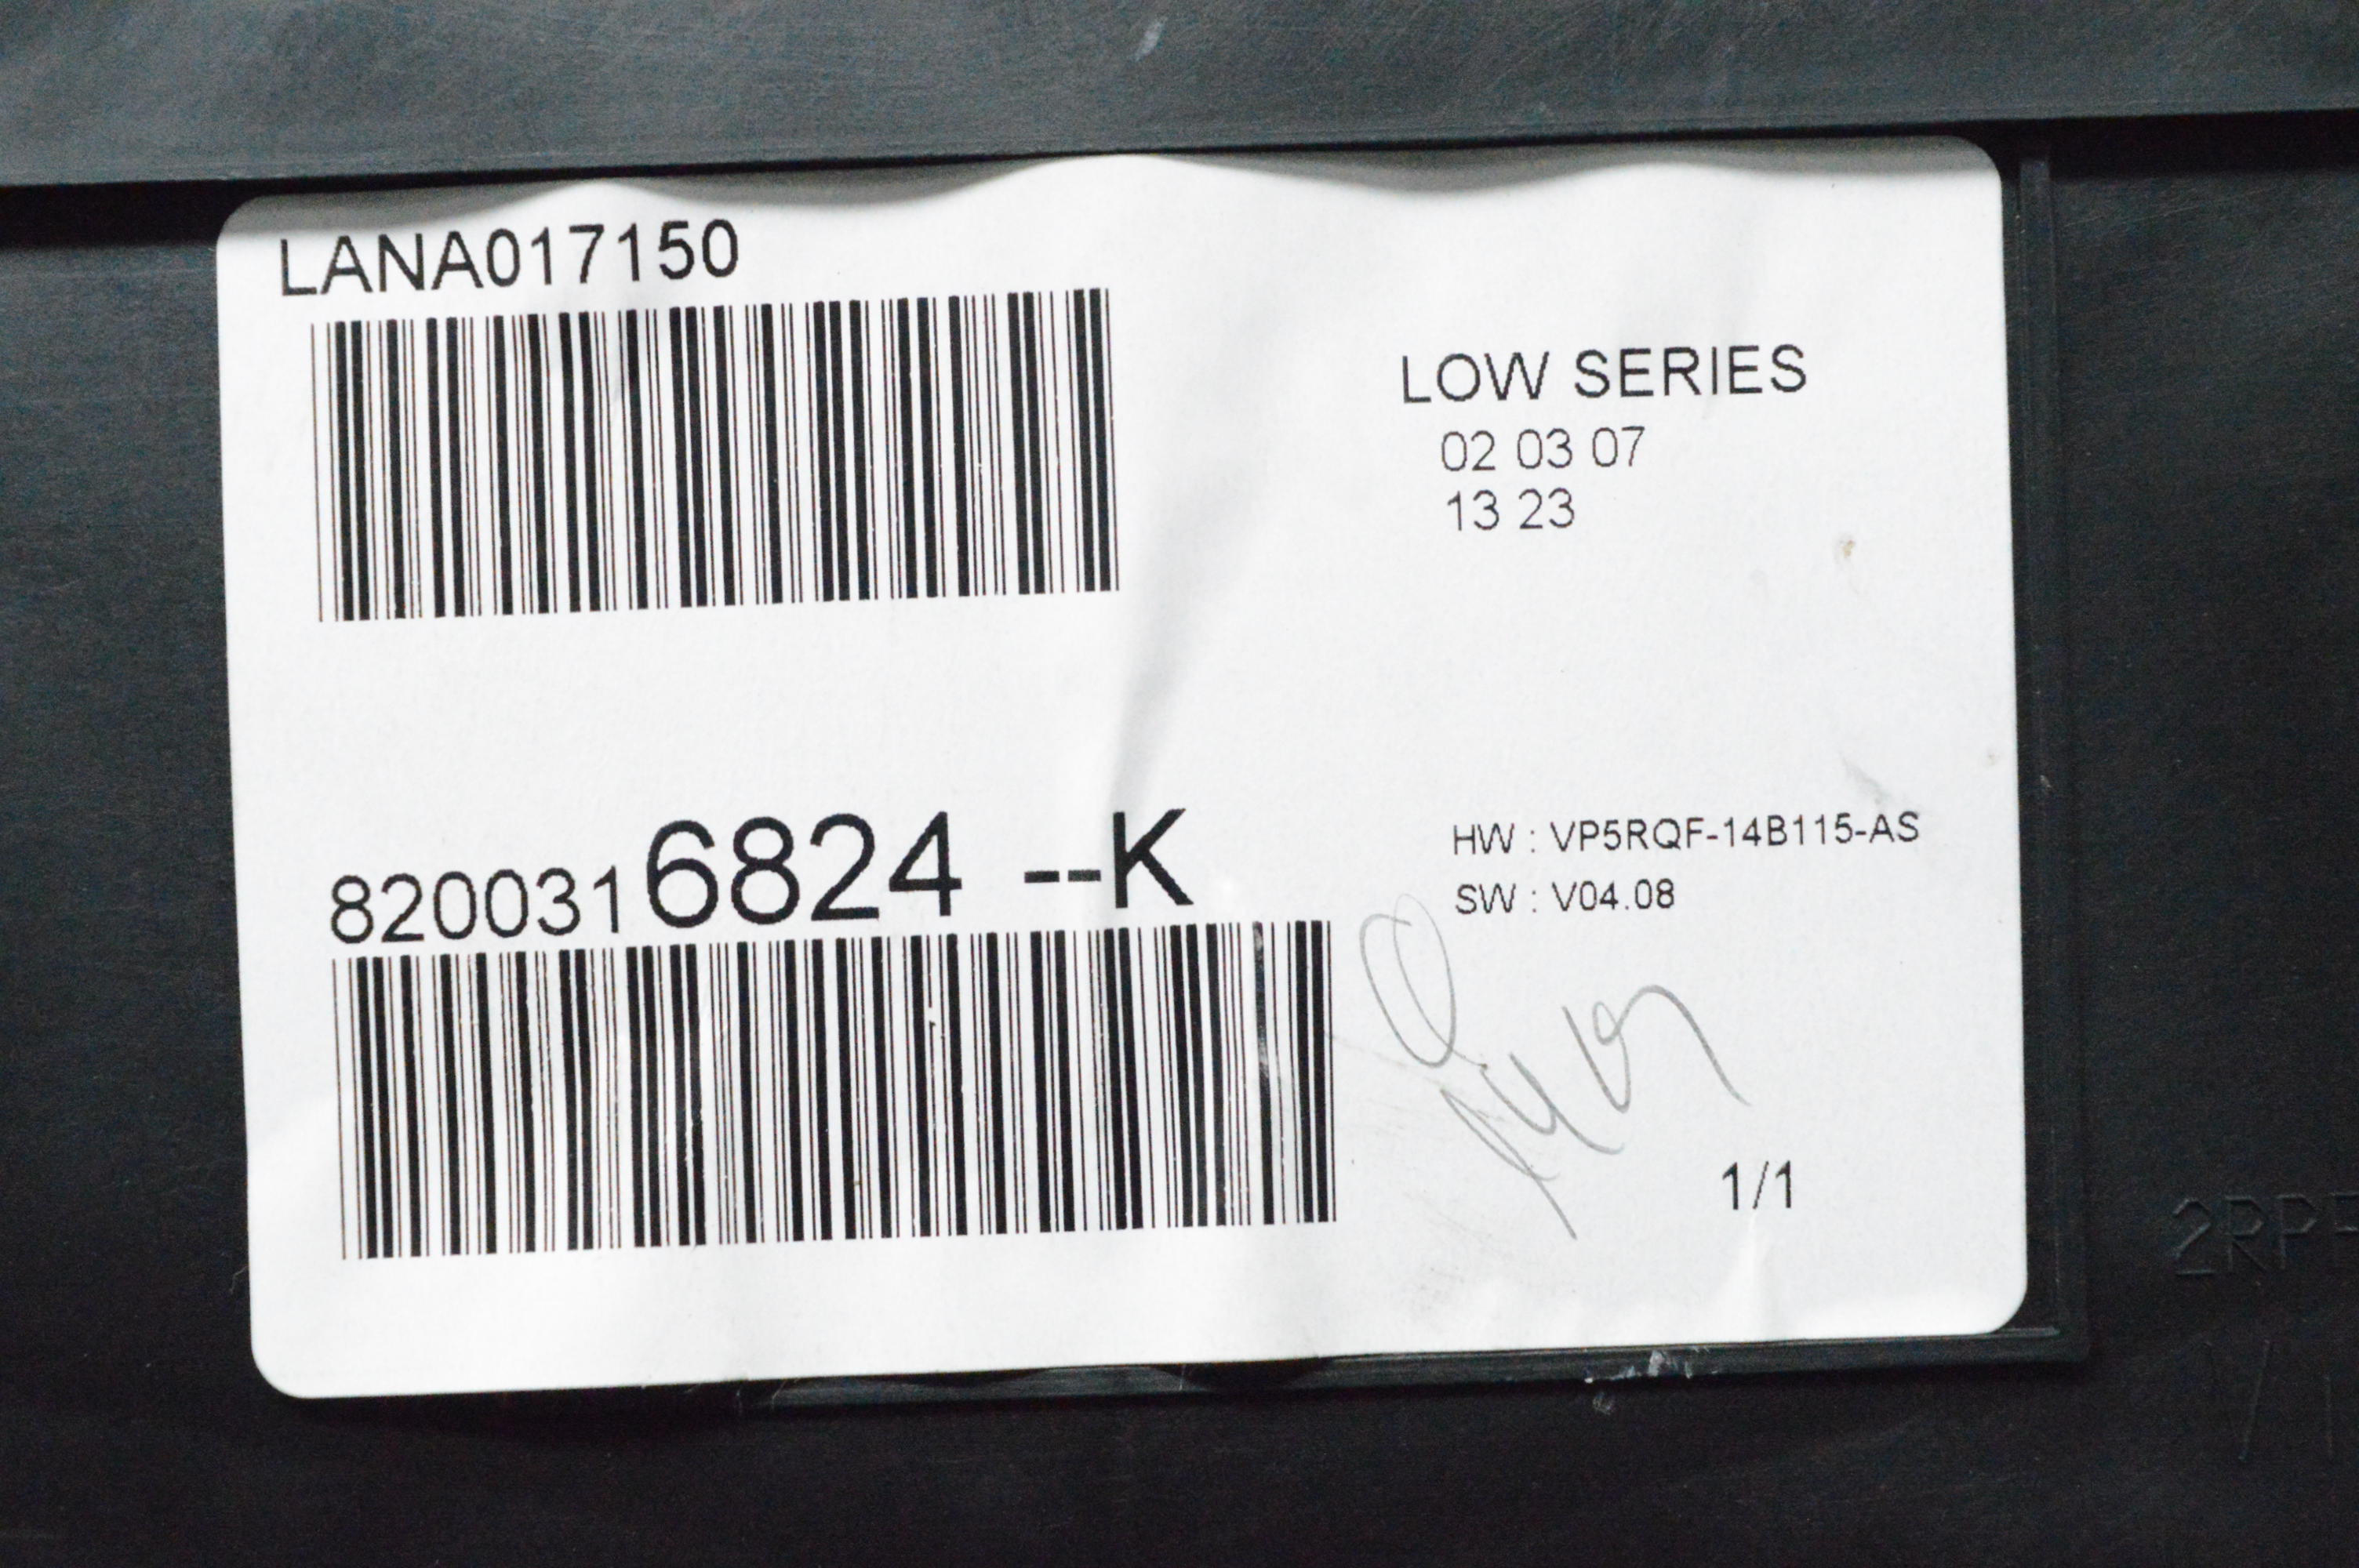 LANA017150
LOW SERIES
02 03 07
13 23
8200316824 --K
HW : VP5RQF-14B115-AS
SW : V04.08
1/1